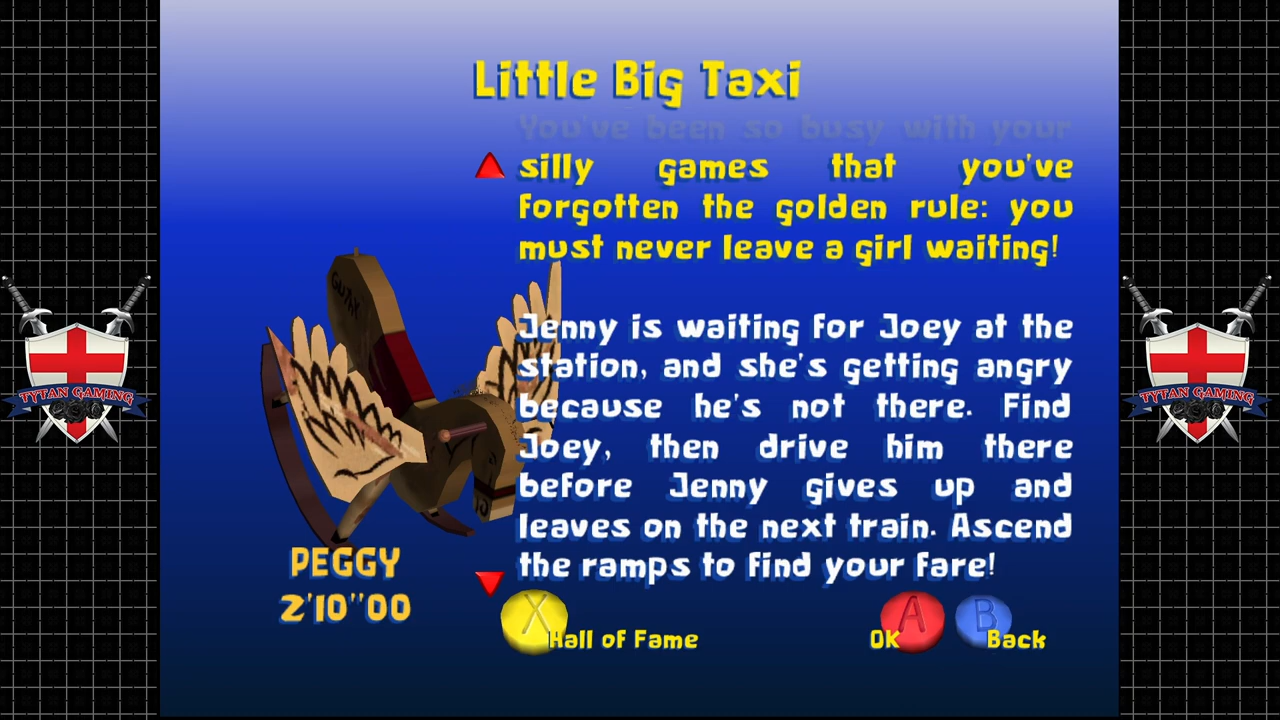 Little Big Taxi
You've been so busy with your
silly games that you've
forgotten the golden rule: you
must never leave a girl waiting!
Jenny is waiting for Joey at the
station, and she's getting angry
because he's not there. Find
Joey, then drive him there
before Jenny gives up and
leaves on the next train. Ascend
the ramps to find your fare!
PEGGY
2'10"00
X
Hall of Fame
OK
A
B
Back
TYTAN GAMING
TYTAN GAMING